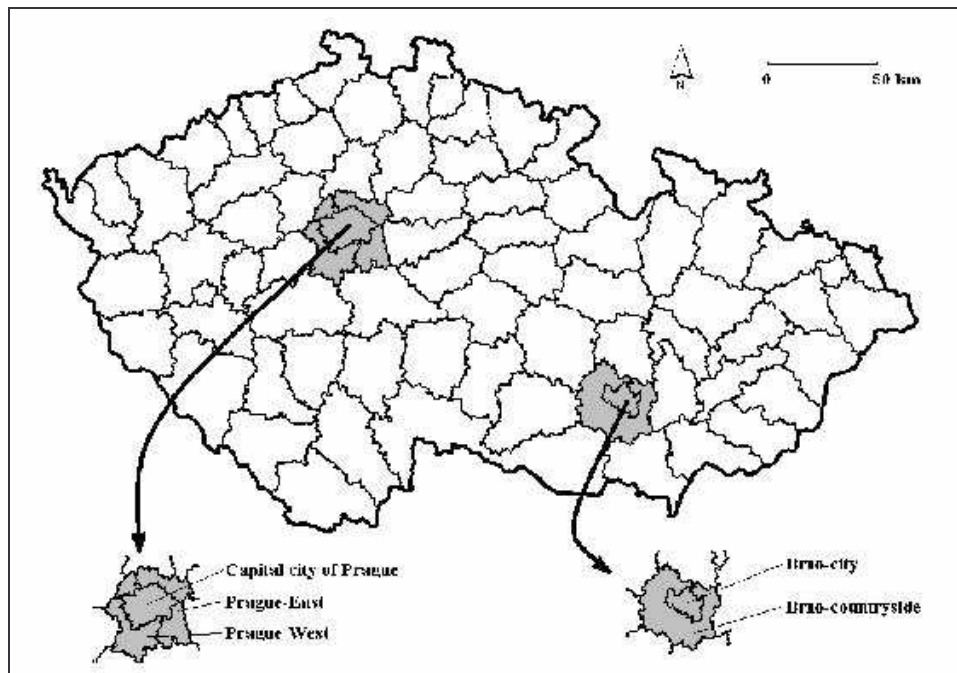 N
0 50 km
Capital city of Prague
Prague-East
Prague-West
Brno-city
Brno-countryside